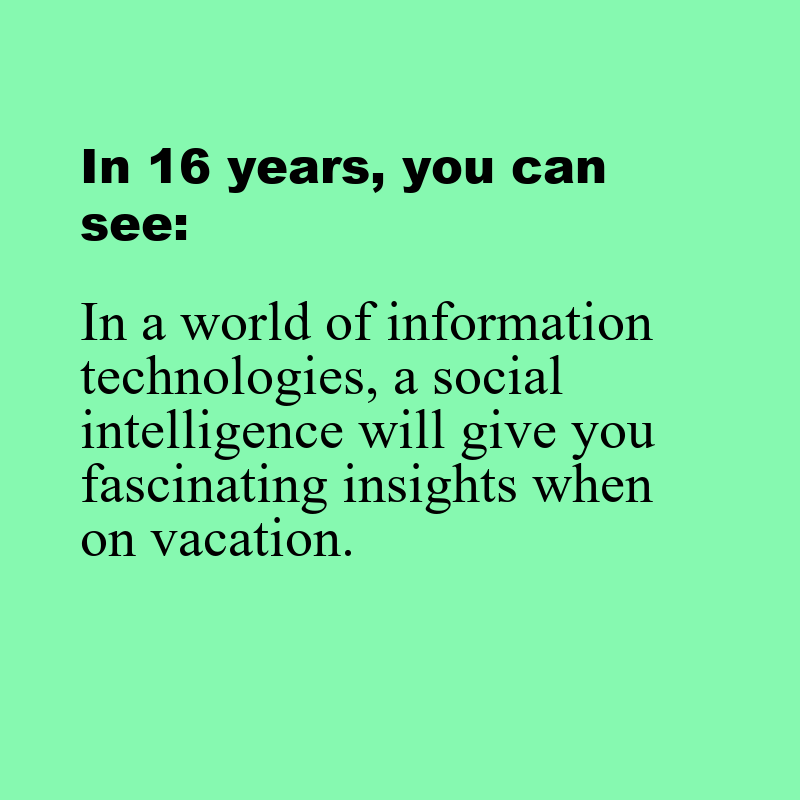 In 16 years, you can
see:
In a world of information
technologies, a social
intelligence will give you
fascinating insights when
on vacation.